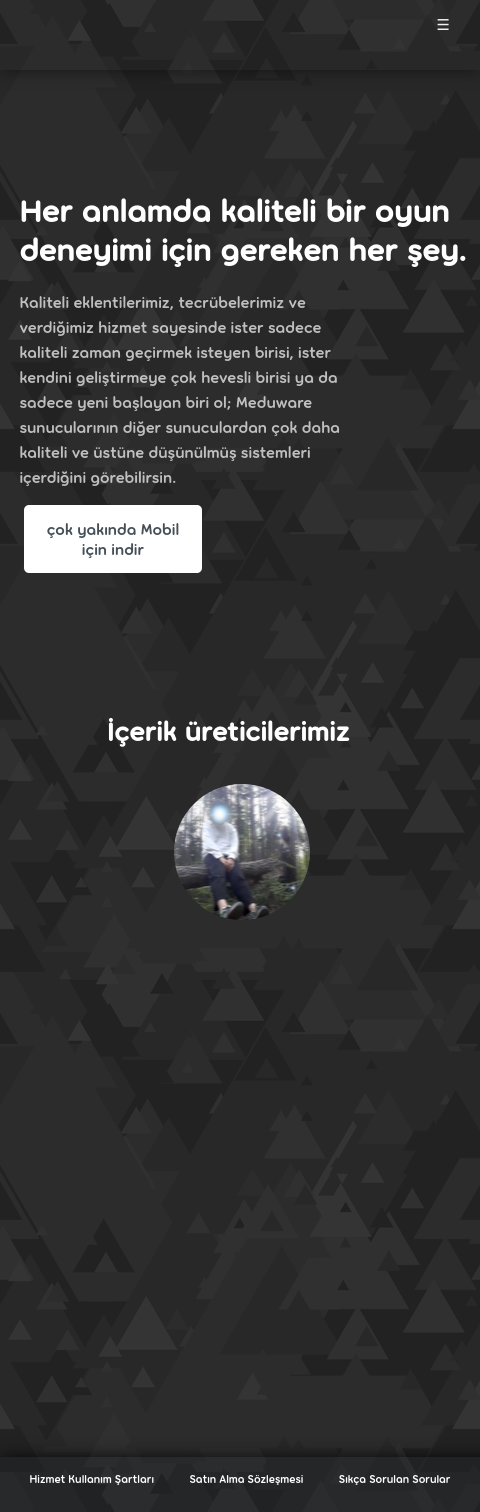 Her anlamda kaliteli bir oyun
deneyimi için gereken her şey.
Kaliteli eklentilerimiz, tecrübelerimiz ve
verdiğimiz hizmet sayesinde ister sadece
kaliteli zaman geçirmek isteyen birisi, ister
kendini geliştirmeye çok hevesli birisi ya da
sadece yeni başlayan biri ol; Meduware
sunucularının diğer sunuculardan çok daha
kaliteli ve üstüne düşünülmüş sistemleri
içerdiğini görebilirsin.
çok yakında Mobil
için indir
İçerik üreticilerimiz
Hizmet Kullanım Şartları Satın Alma Sözleşmesi Sıkça Sorulan Sorular